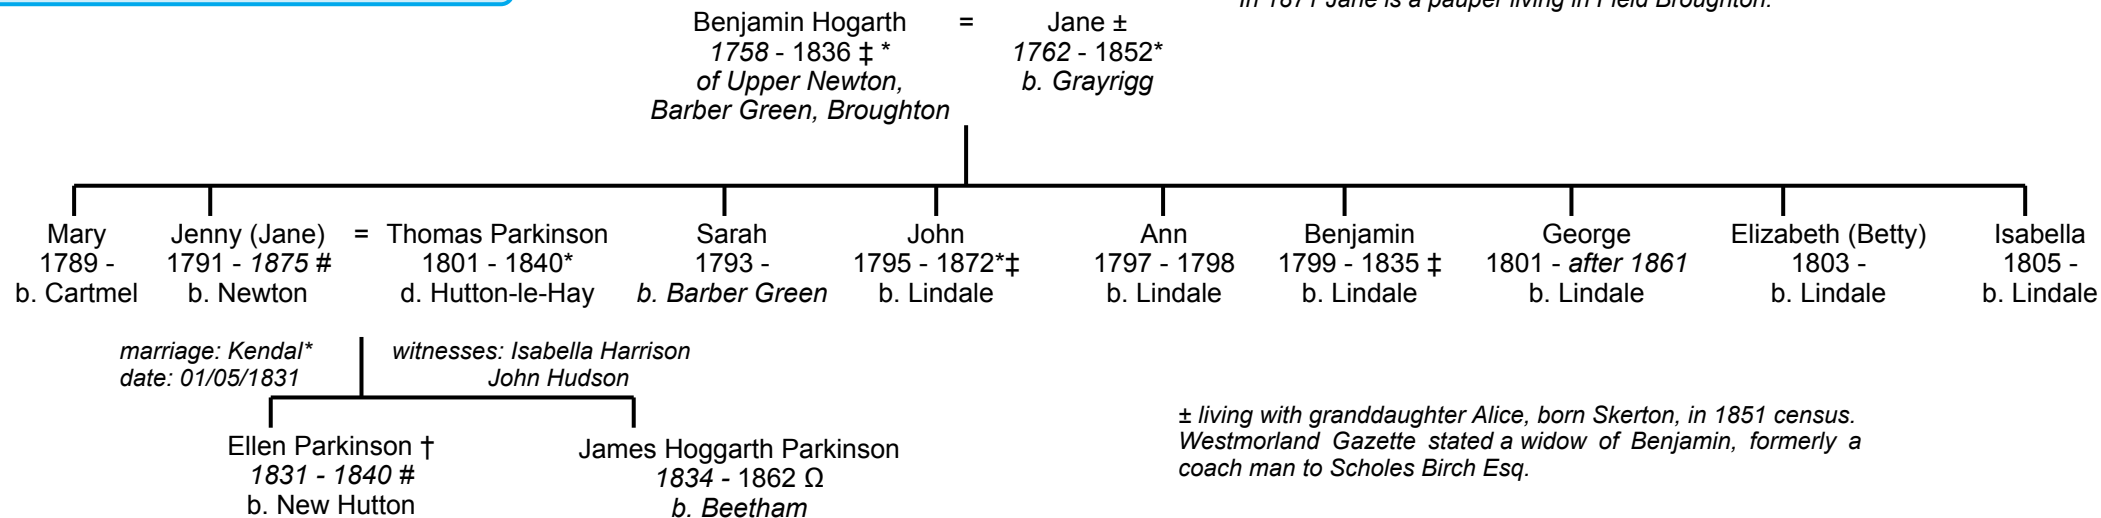 In 1871 Jane is a pauper living in Field Broughton.
Benjamin Hogarth = Jane ±
1758 - 1836 ‡ * 1762 - 1852*
of Upper Newton, b. Grayrigg
Barber Green, Broughton
Mary Jenny (Jane) = Thomas Parkinson Sarah John Ann Benjamin George Elizabeth (Betty) Isabella
1789 - 1791 - 1875 # 1801 - 1840* 1793 - 1795 - 1872*‡ 1797 - 1798 1799 - 1835 ‡ 1801 - after 1861 1803 - 1805 -
b. Cartmel b. Newton d. Hutton-le-Hay b. Barber Green b. Lindale b. Lindale b. Lindale b. Lindale b. Lindale b. Lindale
marriage: Kendal* witnesses: Isabella Harrison
date: 01/05/1831 John Hudson
Ellen Parkinson † James Hoggarth Parkinson
1831 - 1840 # 1834 - 1862 Ω
b. New Hutton b. Beetham
± living with granddaughter Alice, born Skerton, in 1851 census.
Westmorland Gazette stated a widow of Benjamin, formerly a
coach man to Scholes Birch Esq.